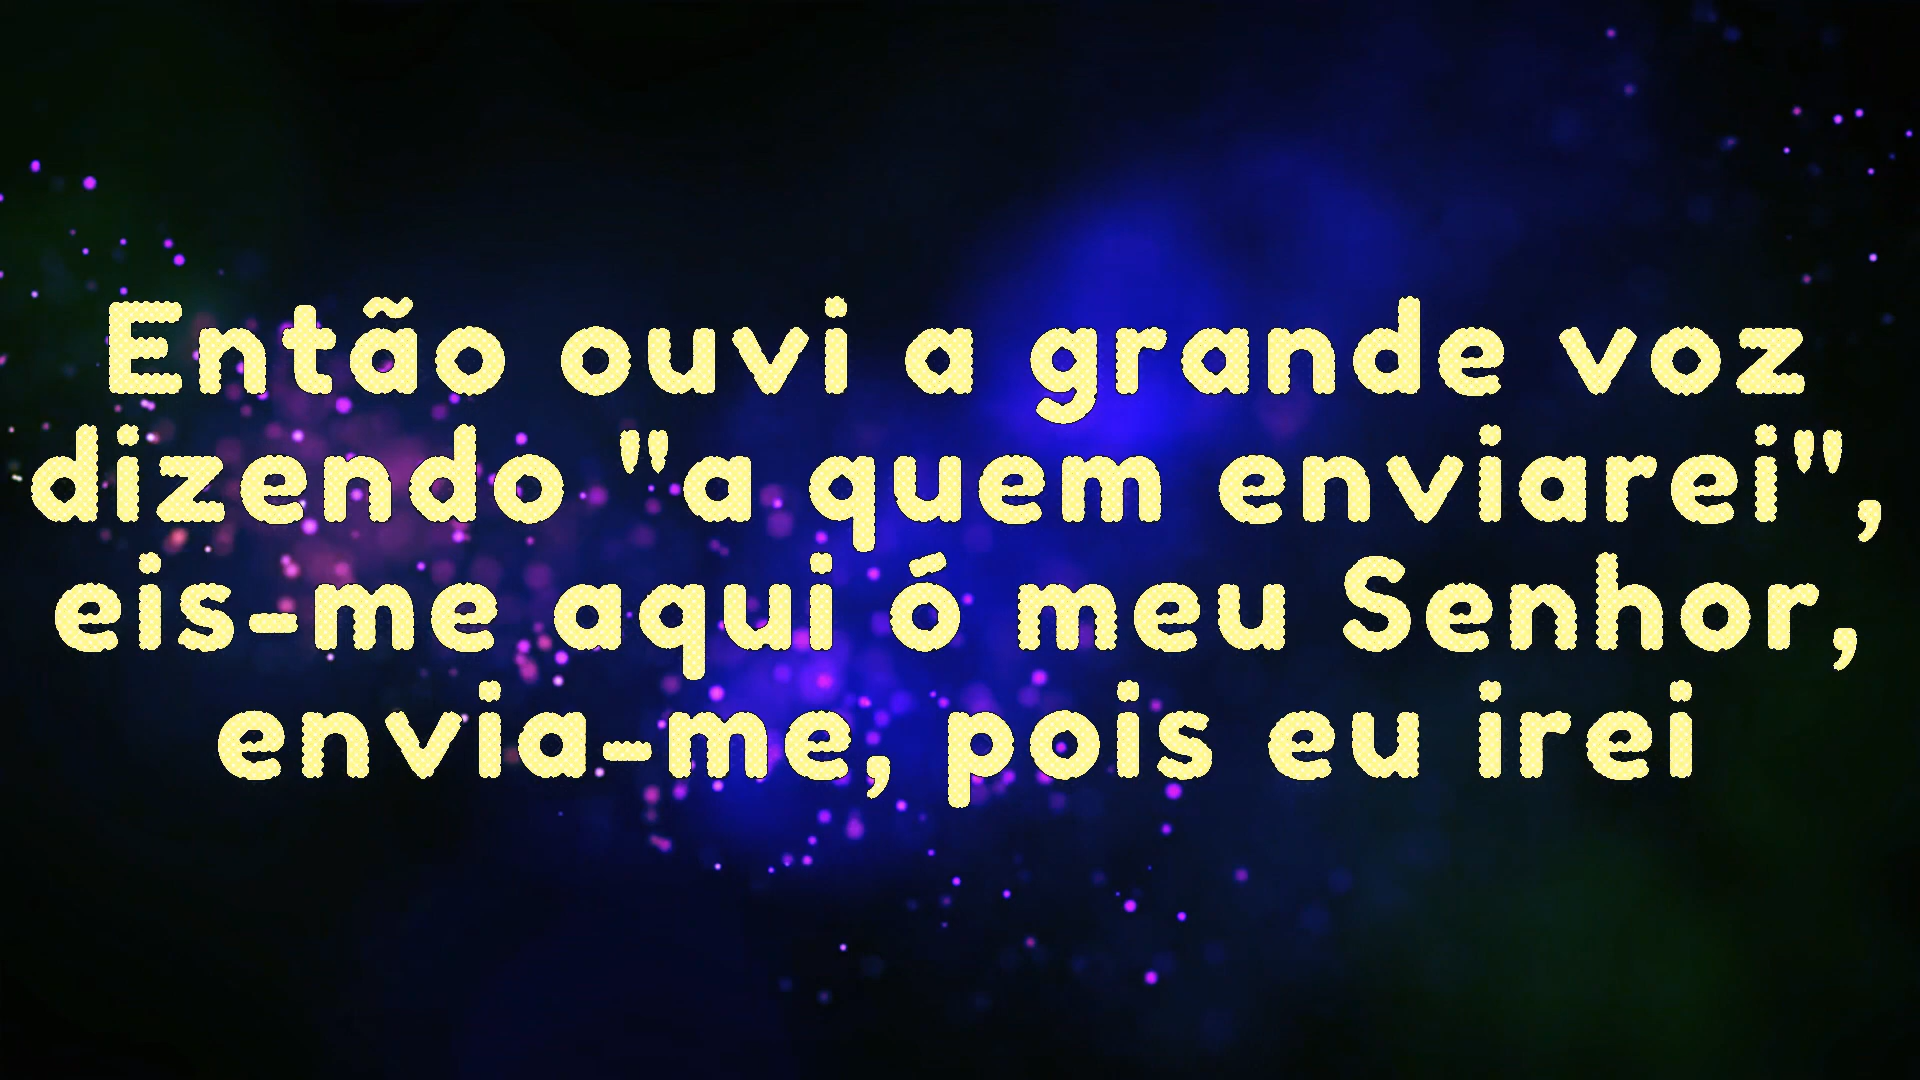 Então ouvi a grande voz
dizendo "a quem enviarei",
eis-me aqui ó meu Senhor,
envia-me, pois eu irei